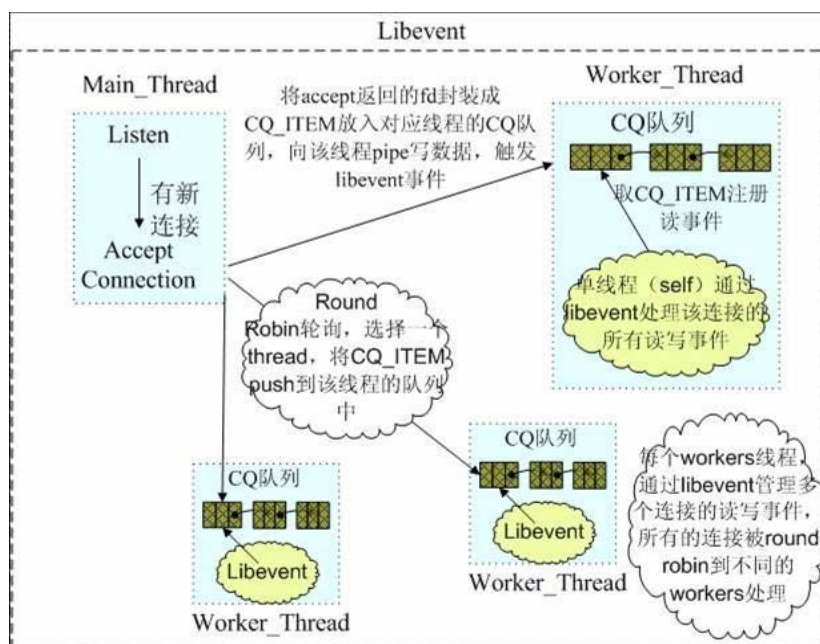 Libevent
Main_Thread
Listen
有新
连接
Accept
Connection
将accept返回的fd封装成
CQ_ITEM放入对应线程的CQ队
列，向该线程pipe写数据，触发
libevent事件
Worker_Thread
CQ队列
取CQ_ITEM注册
读事件
单线程（self）通过
libevent处理该连接的
所有读写事件
Round
Robin轮询，选择一个
thread，将CQ_ITEM
push到该线程的队列
中
CQ队列
Libevent
Worker_Thread
CQ队列
Libevent
Worker_Thread
每个workers线程，
通过libevent管理多
个连接的读写事件，
所有的连接被round
robin到不同的
workers处理